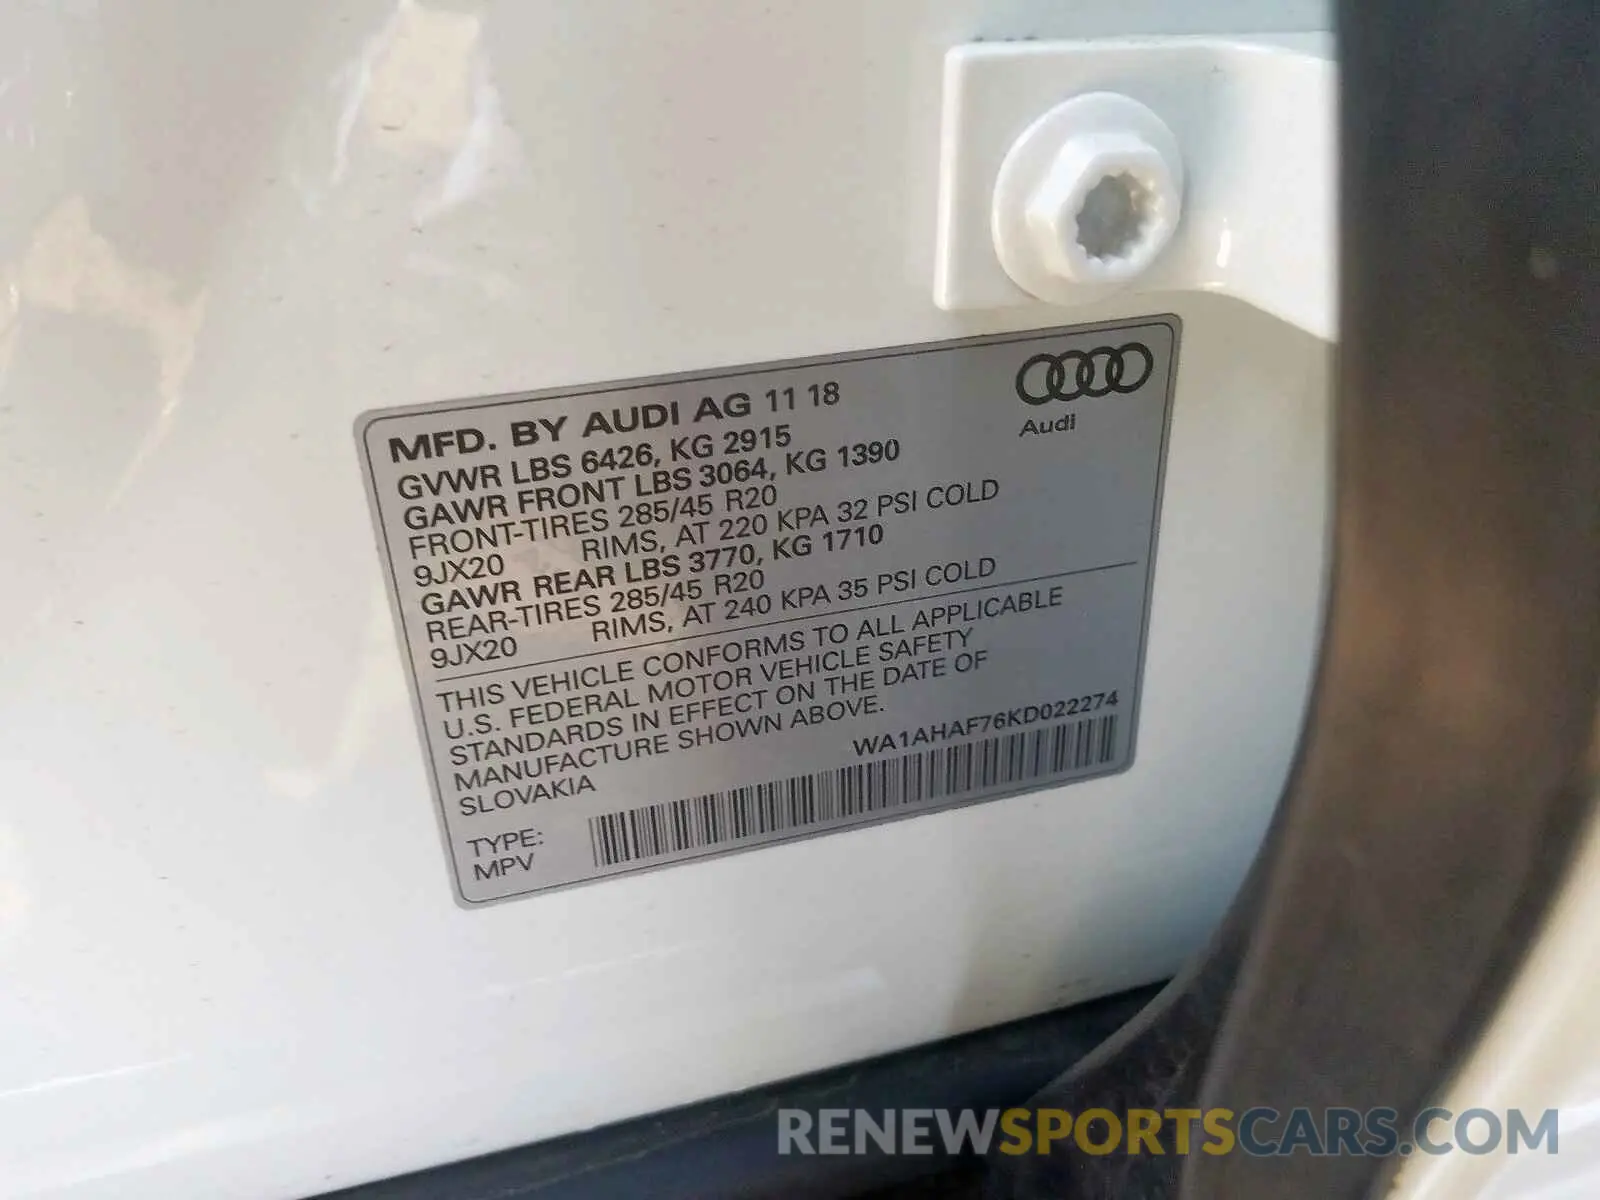 MFD. BY AUDI AG 11 18
GVWR LBS 6426, KG 2915
GAWR FRONT LBS 3064, KG 1390
FRONT-TIRES 285/45 R20
9JX20 RIMS, AT 220 KPA 32 PSI COLD
GAWR REAR LBS 3770, KG 1710
REAR-TIRES 285/45 R20
9JX20 RIMS, AT 240 KPA 35 PSI COLD
Audi
THIS VEHICLE CONFORMS TO ALL APPLICABLE
U.S. FEDERAL MOTOR VEHICLE SAFETY
STANDARDS IN EFFECT ON THE DATE OF
MANUFACTURE SHOWN ABOVE.
SLOVAKIA
WA1AHAF76KD022274
TYPE:
MPV
RENEWSPORTSCARS.COM